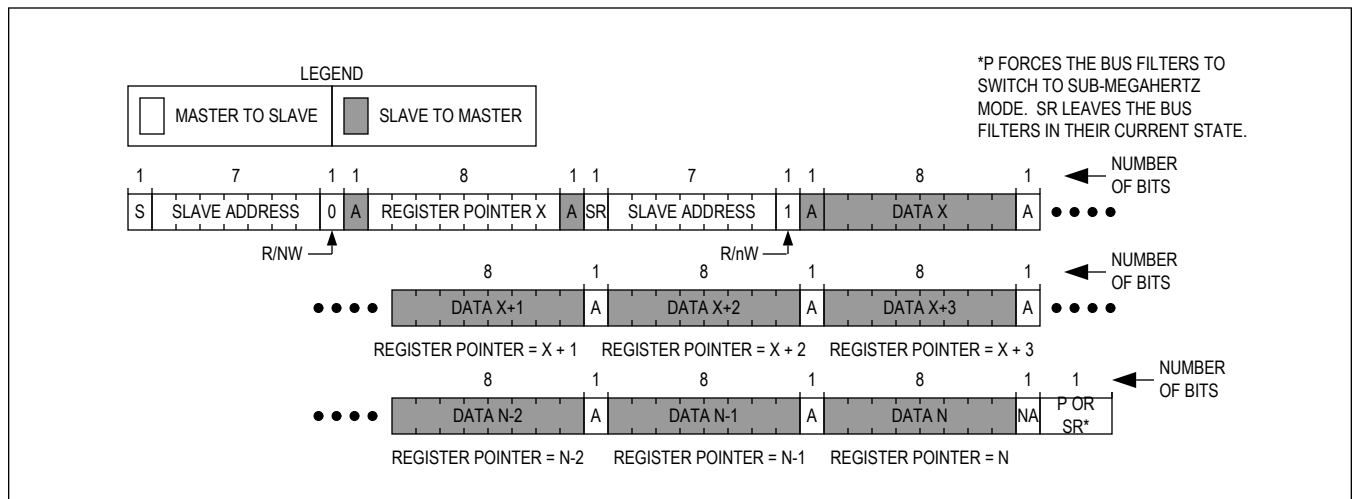 *P FORCES THE BUS FILTERS TO
SWITCH TO SUB-MEGAHERTZ
MODE. SR LEAVES THE BUS
FILTERS IN THEIR CURRENT STATE.
LEGEND
MASTER TO SLAVE SLAVE TO MASTER
1 7 1 1 8 1 1 7 1 1 8 1 NUMBER
OF BITS
S SLAVE ADDRESS 0 A REGISTER POINTER X A SR SLAVE ADDRESS 1 A DATA X A
R/NW R/nW
8 1 8 1 8 1 NUMBER
OF BITS
DATA X+1 A DATA X+2 A DATA X+3 A
REGISTER POINTER = X + 1 REGISTER POINTER = X + 2 REGISTER POINTER = X + 3
8 1 8 1 8 1 1 NUMBER
OF BITS
DATA N-2 A DATA N-1 A DATA N NA P OR
SR*
REGISTER POINTER = N-2 REGISTER POINTER = N-1 REGISTER POINTER = N